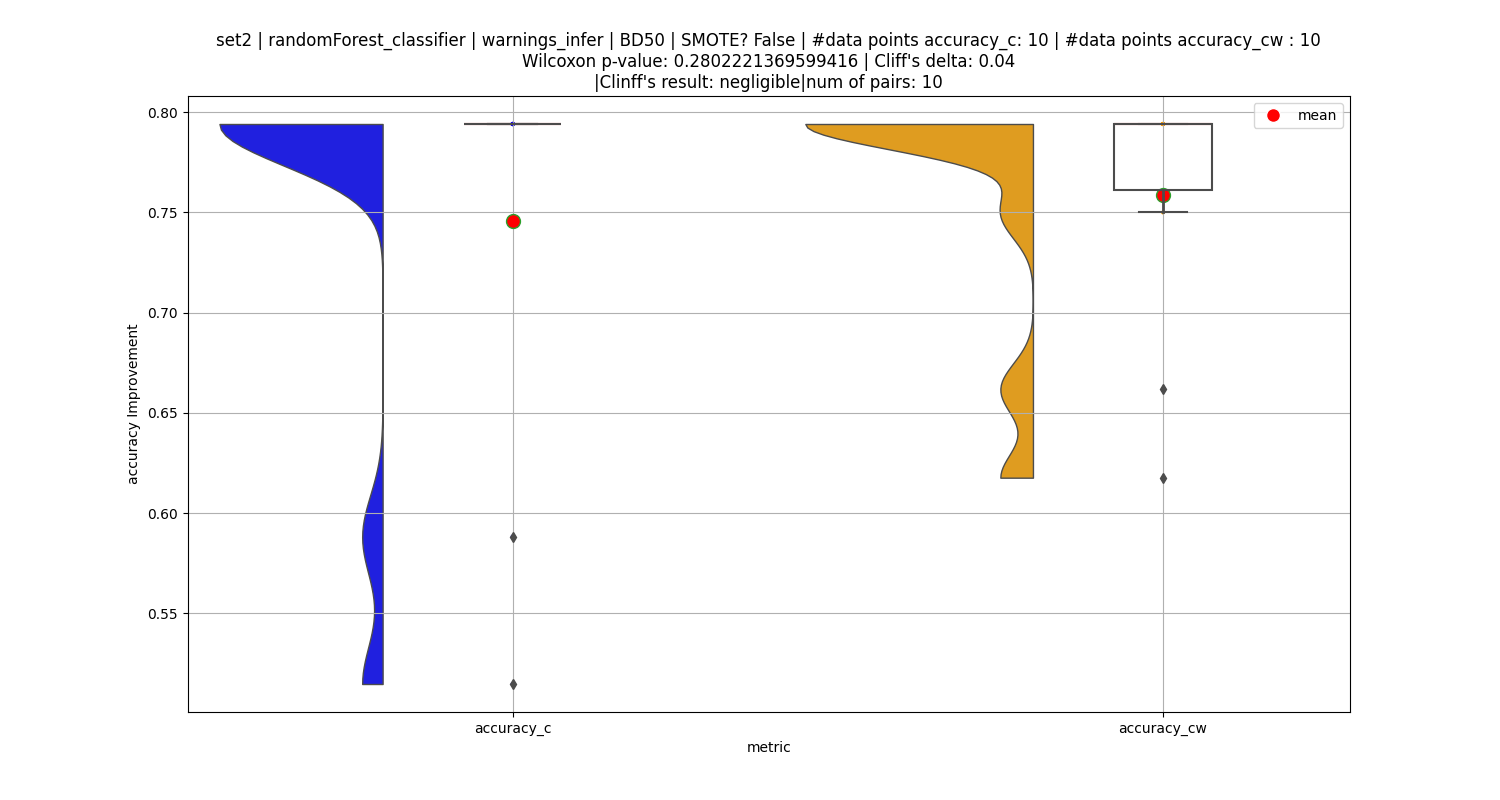 set2 | randomForest_classifier | warnings_infer | BD50 | SMOTE? False | #data points accuracy_c: 10 | #data points accuracy_cw : 10
Wilcoxon p-value: 0.2802221369599416 | Cliff's delta: 0.04
|Clinff's result: negligible|num of pairs: 10
mean
accuracy Improvement
0.80
0.75
0.70
0.65
0.60
0.55
accuracy_c
accuracy_cw
metric